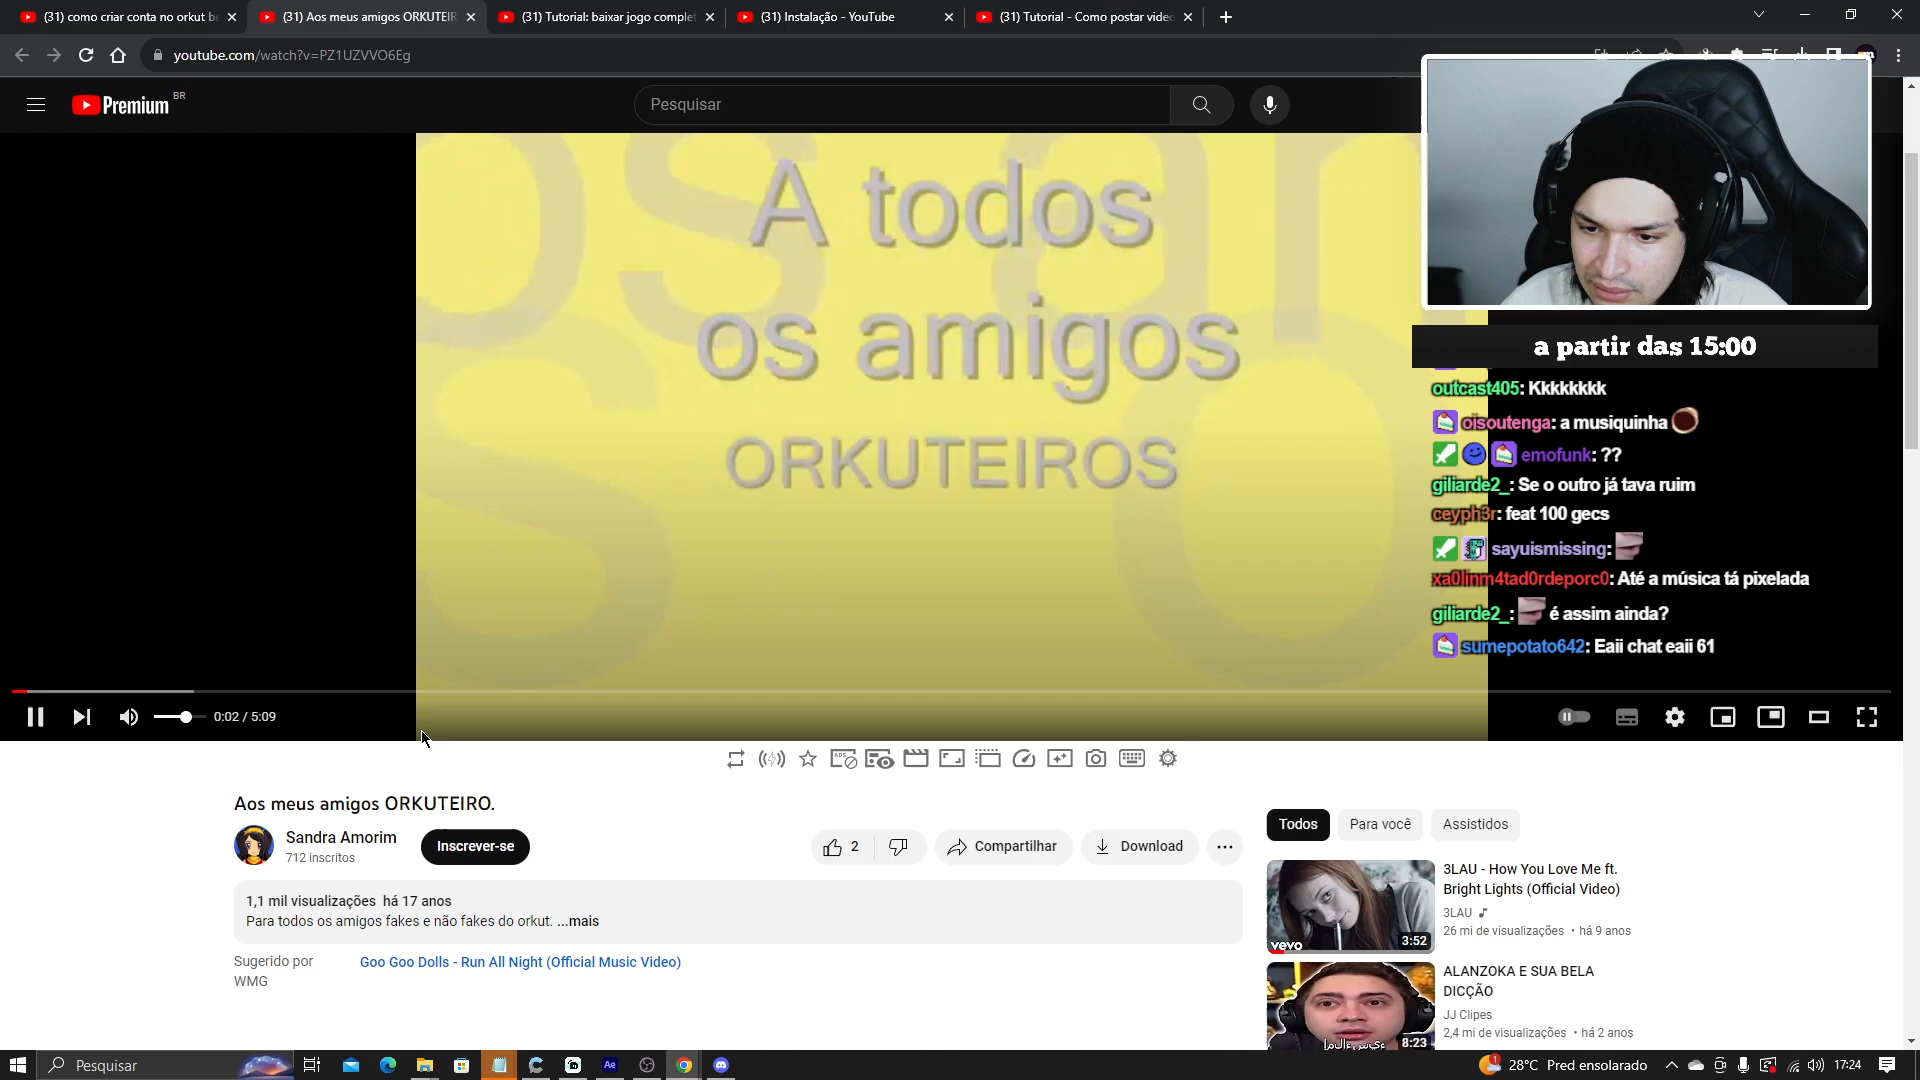 (31) como criar conta no orkut be
(31) Aos meus amigos ORKUTEIR
(31) Tutorial: baixar jogo complet
(31) Instalação - YouTube
(31) Tutorial - Como postar video
youtube.com/watch?v=PZ1UZVVO6Eg
Premium BR
Pesquisar
A todos
os amigos
ORKUTEIROS
a partir das 15:00
outcast405: Kkkkkkkk
oisoutenga: a musiquinha
emofunk: ??
giliarde2_: Se o outro já tava ruim
ceyph3r: feat 100 gecs
sayuismissing:
xa0linm4tad0rdeporc0: Até a música tá pixelada
giliarde2_: é assim ainda?
sumepotato642: Eaii chat eaii 61
0:02 / 5:09
Aos meus amigos ORKUTEIRO.
Sandra Amorim
712 inscritos
Inscrever-se
2
Compartilhar
Download
1,1 mil visualizações há 17 anos
Para todos os amigos fakes e não fakes do orkut. ...mais
Sugerido por
WMG
Goo Goo Dolls - Run All Night (Official Music Video)
Todos
Para você
Assistidos
vevo
3:52
3LAU - How You Love Me ft.
Bright Lights (Official Video)
3LAU
26 mi de visualizações • há 9 anos
8:23
ALANZOKA E SUA BELA
DICÇÃO
JJ Clipes
2,4 mi de visualizações • há 2 anos
Pesquisar
Ae
1
28°C Pred ensolarado
17:24